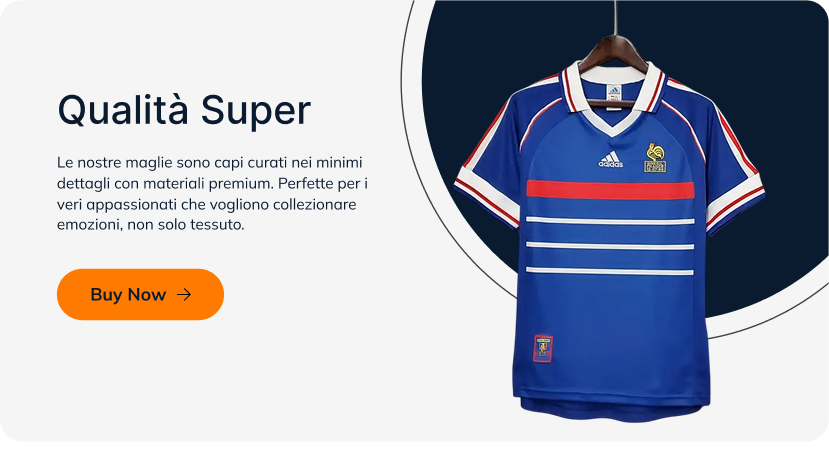 Qualità Super
Le nostre maglie sono capi curati nei minimi
dettagli con materiali premium. Perfette per i
veri appassionati che vogliono collezionare
emozioni, non solo tessuto.
Buy Now →
adidas